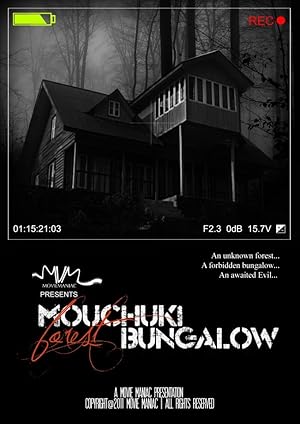 REC
01:15:21:03 F2.3 0dB 15.7V
An unknown forest...
A forbidden bungalow...
An awaited Evil...
MOVIEMANIAC
PRESENTS
MOUCHUKI
forest BUNGALOW
A MOVIE MANIAC PRESENTATION
COPYRIGHT@2011 MOVIE MANIAC | ALL RIGHTS RESERVED